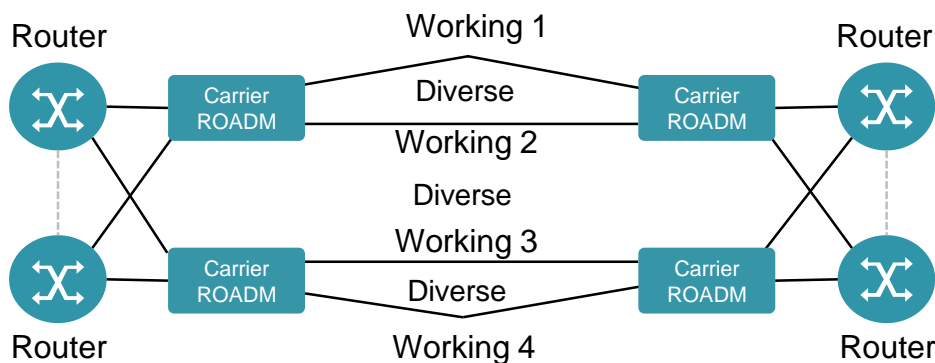 Working 1
Router
Router
Carrier
ROADM
Diverse
Carrier
ROADM
Working 2
Diverse
Working 3
Carrier
ROADM
Diverse
Carrier
ROADM
Router
Working 4
Router